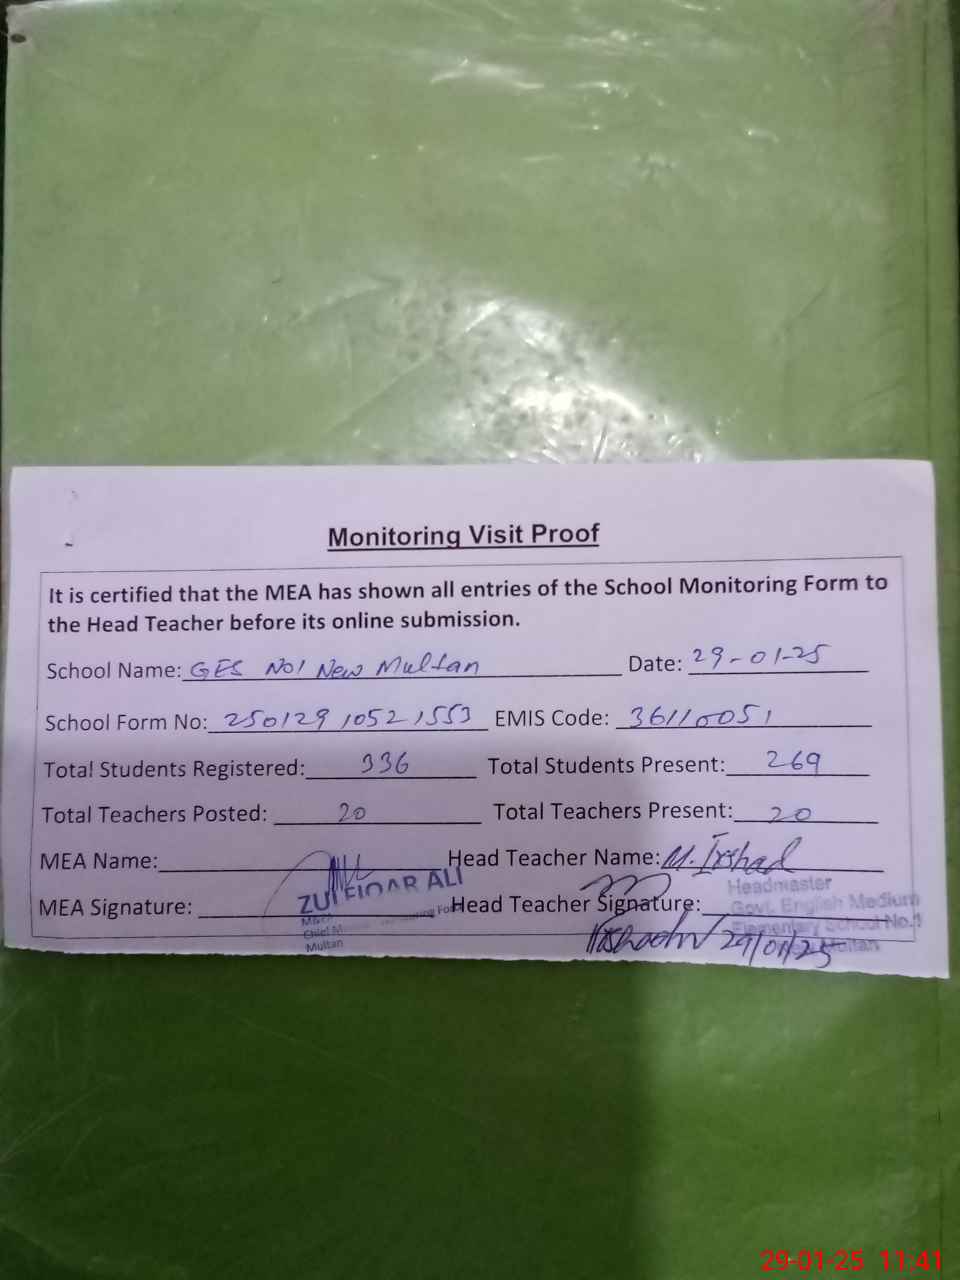 Monitoring Visit Proof
It is certified that the MEA has shown all entries of the School Monitoring Form to
the Head Teacher before its online submission.
School Name: GES No1 New Multan Date: 29-01-25
School Form No: 250129 1052 1553 EMIS Code: 36110051
Total Students Registered: 336 Total Students Present: 269
Total Teachers Posted: 20 Total Teachers Present: 20
MEA Name: Head Teacher Name: M. Irshad
ZULFIQAR ALI
MEA Signature: Head Teacher Signature:
Headmaster
Govt. English Medium
Elementary School No.1
Multan
Chief
Multan
29/01/25
29-01-25 11:41